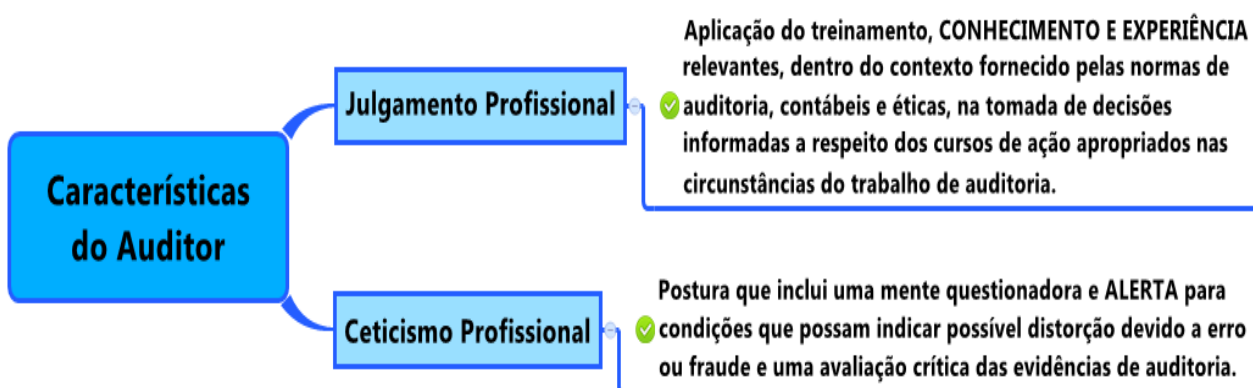 Características
do Auditor
Julgamento Profissional
Aplicação do treinamento, CONHECIMENTO E EXPERIÊNCIA
relevantes, dentro do contexto fornecido pelas normas de
auditoria, contábeis e éticas, na tomada de decisões
informadas a respeito dos cursos de ação apropriados nas
circunstâncias do trabalho de auditoria.
Ceticismo Profissional
Postura que inclui uma mente questionadora e ALERTA para
condições que possam indicar possível distorção devido a erro
ou fraude e uma avaliação crítica das evidências de auditoria.